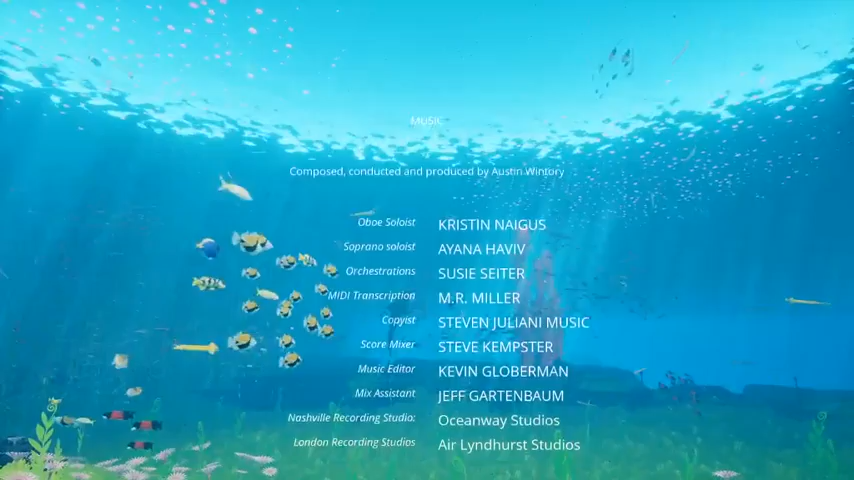 MUSIC
Composed, conducted and produced by Austin Wintory
Oboe Soloist KRISTIN NAIGUS
Soprano soloist AYANA HAVIV
Orchestrations SUSIE SEITER
MIDI Transcription M.R. MILLER
Copyist STEVEN JULIANI MUSIC
Score Mixer STEVE KEMPSTER
Music Editor KEVIN GLOBERMAN
Mix Assistant JEFF GARTENBAUM
Nashville Recording Studio: Oceanway Studios
London Recording Studios Air Lyndhurst Studios